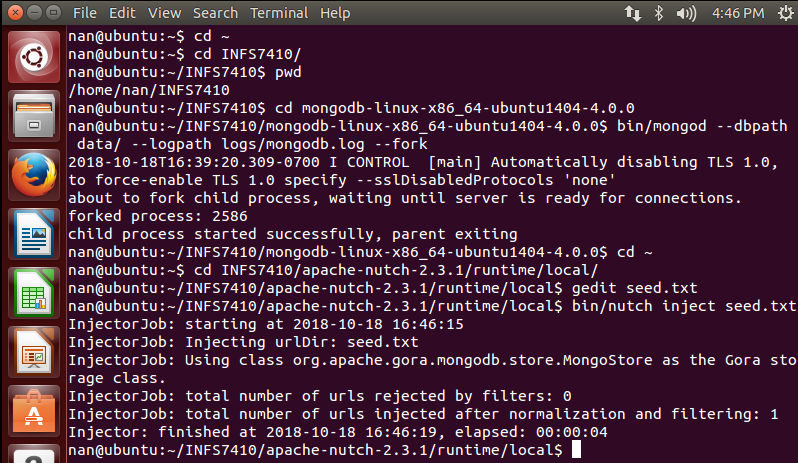 File Edit View Search Terminal Help 4:46 PM
nan@ubuntu:~$ cd ~
nan@ubuntu:~$ cd INFS7410/
nan@ubuntu:~/INFS7410$ pwd
/home/nan/INFS7410
nan@ubuntu:~/INFS7410$ cd mongodb-linux-x86_64-ubuntu1404-4.0.0
nan@ubuntu:~/INFS7410/mongodb-linux-x86_64-ubuntu1404-4.0.0$ bin/mongod --dbpath
data/ --logpath logs/mongodb.log --fork
2018-10-18T16:39:20.309-0700 I CONTROL  [main] Automatically disabling TLS 1.0,
to force-enable TLS 1.0 specify --sslDisabledProtocols 'none'
about to fork child process, waiting until server is ready for connections.
forked process: 2586
child process started successfully, parent exiting
nan@ubuntu:~/INFS7410/mongodb-linux-x86_64-ubuntu1404-4.0.0$ cd ~
nan@ubuntu:~$ cd INFS7410/apache-nutch-2.3.1/runtime/local/
nan@ubuntu:~/INFS7410/apache-nutch-2.3.1/runtime/local$ gedit seed.txt
nan@ubuntu:~/INFS7410/apache-nutch-2.3.1/runtime/local$ bin/nutch inject seed.txt
InjectorJob: starting at 2018-10-18 16:46:15
InjectorJob: Injecting urlDir: seed.txt
InjectorJob: Using class org.apache.gora.mongodb.store.MongoStore as the Gora sto
rage class.
InjectorJob: total number of urls rejected by filters: 0
InjectorJob: total number of urls injected after normalization and filtering: 1
Injector: finished at 2018-10-18 16:46:19, elapsed: 00:00:04
nan@ubuntu:~/INFS7410/apache-nutch-2.3.1/runtime/local$